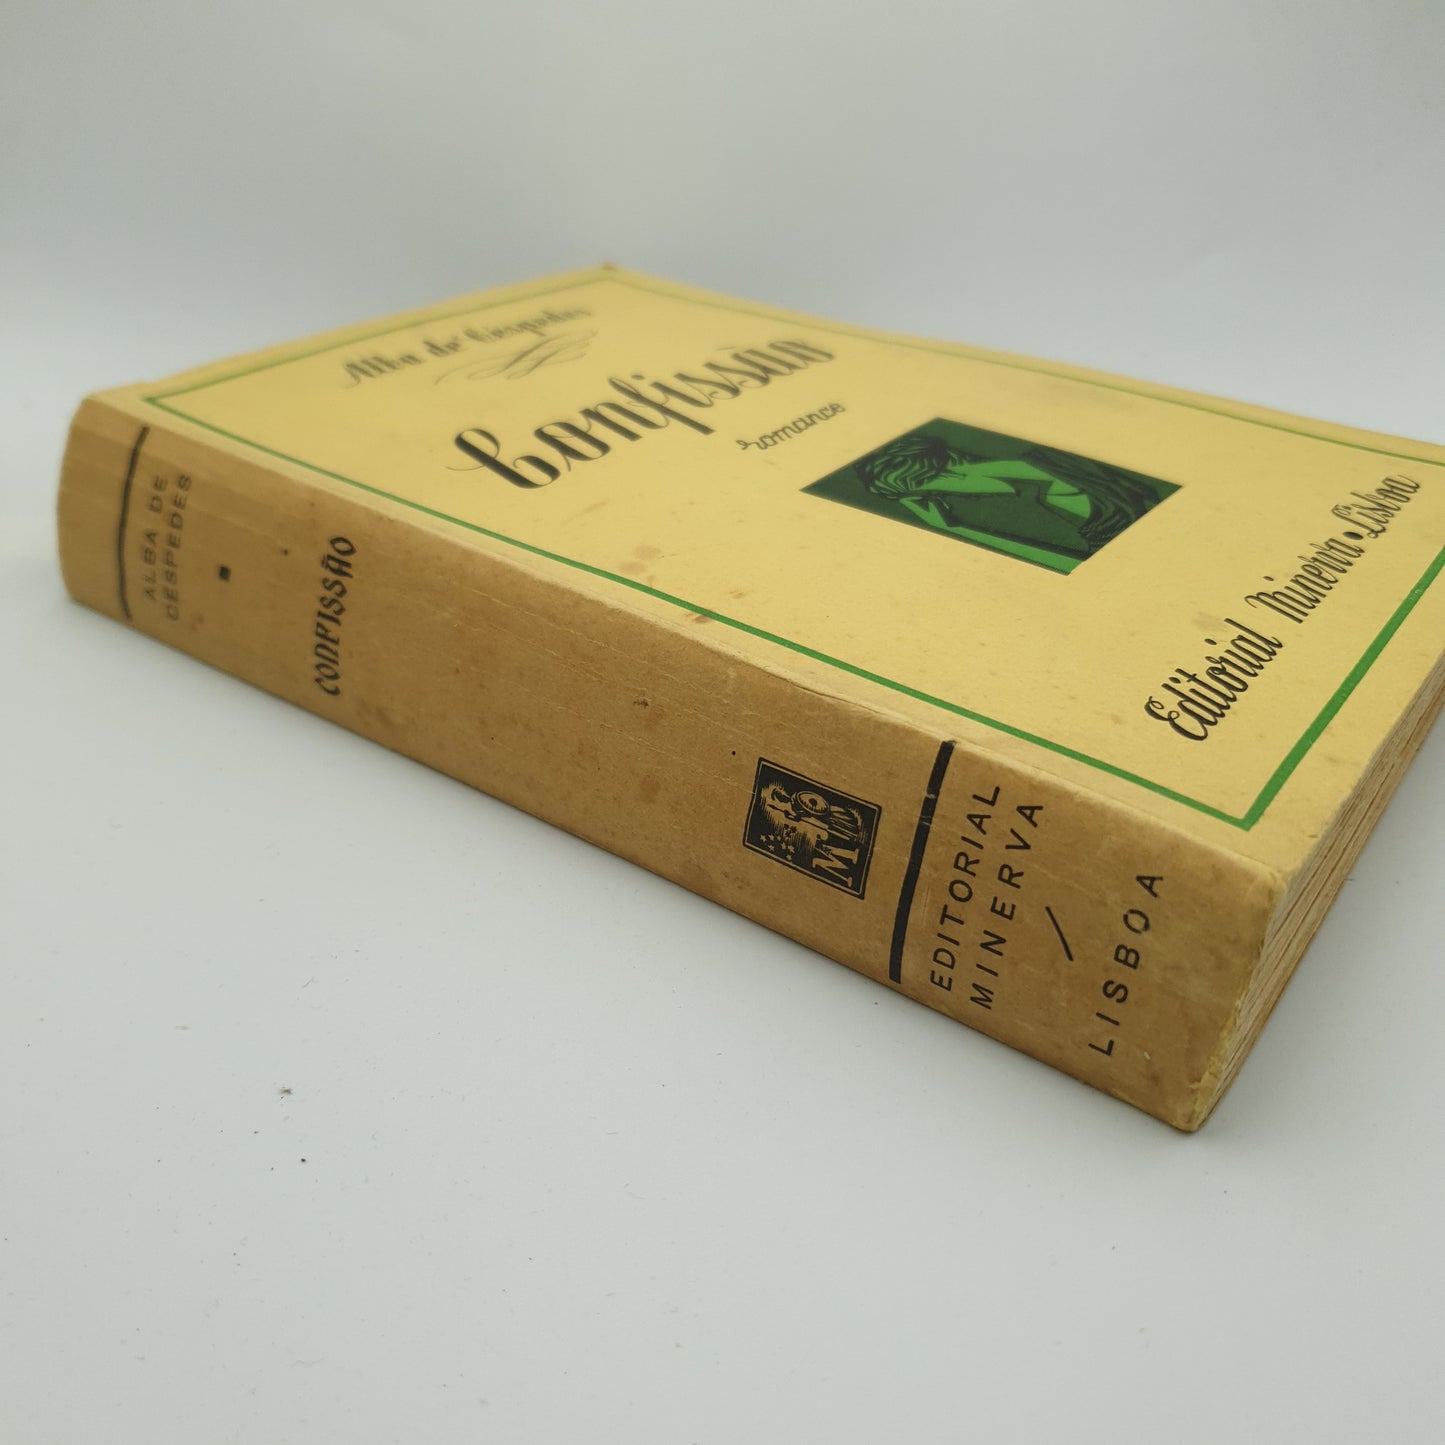 Alba de Céspedes
Confissão
romance
Editorial Minerva • Lisboa
ALBA DE
CÉSPEDES
CONFISSÃO
M
EDITORIAL
MINERVA
/
LISBOA